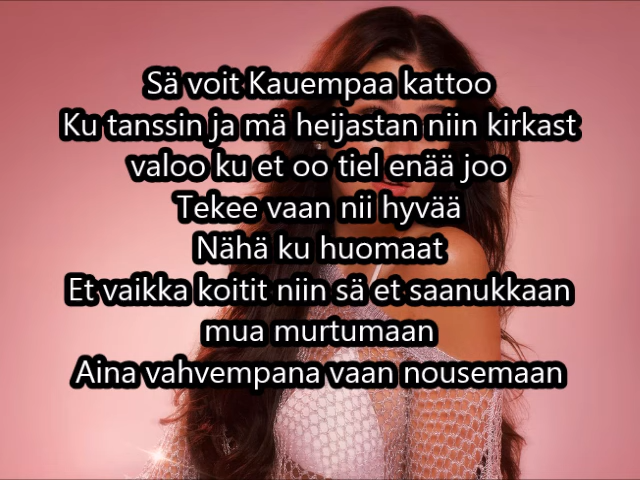 Sä voit Kauempaa kattoo
Ku tanssin ja mä heijastan niin kirkast
valoo ku et oo tiel enää joo
Tekee vaan nii hyvää
Nähä ku huomaat
Et vaikka koitit niin sä et saanukkaan
mua murtumaan
Aina vahvempana vaan nousemaan